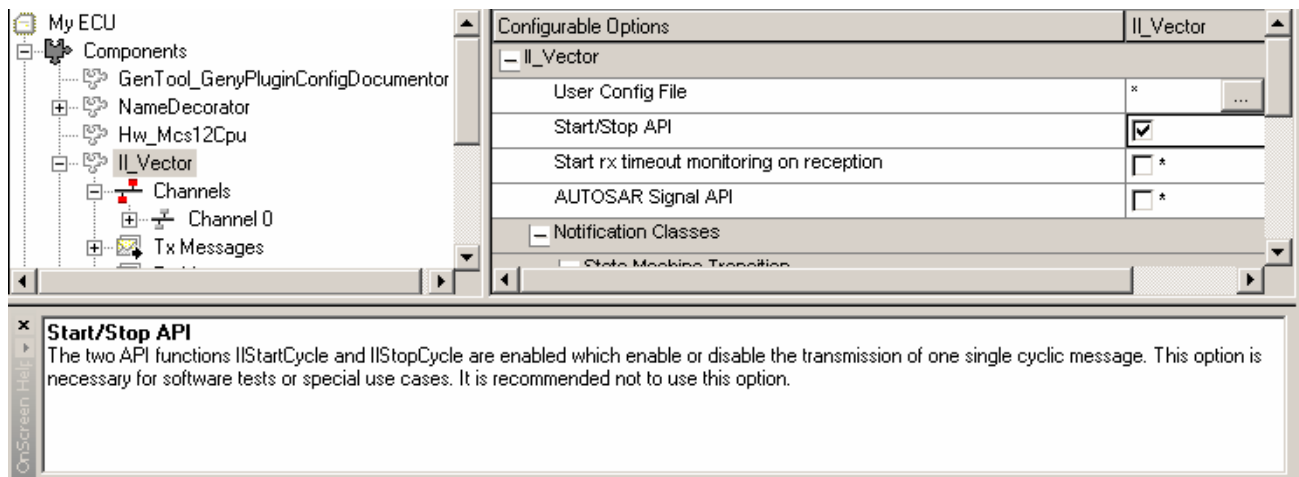 My ECU
Components
GenTool_GenyPluginConfigDocumentor
NameDecorator
Hw_Mcs12Cpu
Il_Vector
Channels
Channel 0
Tx Messages
Configurable Options Il_Vector
Il_Vector
User Config File * ...
Start/Stop API
Start rx timeout monitoring on reception *
AUTOSAR Signal API *
Notification Classes
State Machine Transition
OnScreen Help
Start/Stop API
The two API functions IlStartCycle and IlStopCycle are enabled which enable or disable the transmission of one single cyclic message. This option is
necessary for software tests or special use cases. It is recommended not to use this option.